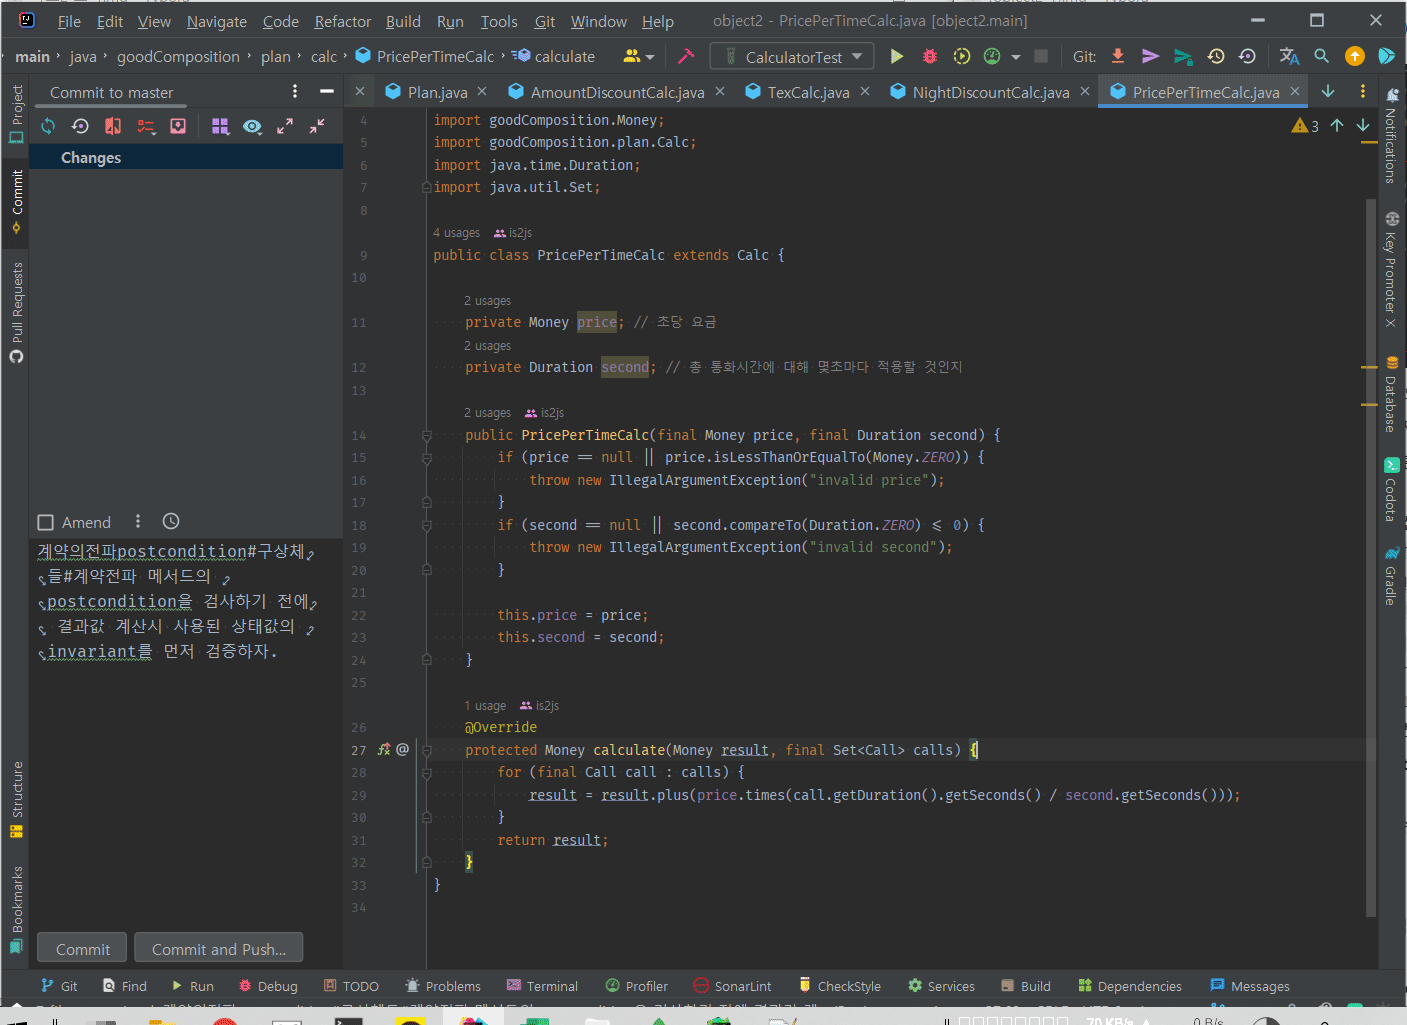 File Edit View Navigate Code Refactor Build Run Tools Git Window Help object2 - PricePerTimeCalc.java [object2.main]
main java goodComposition plan calc PricePerTimeCalc calculate CalculatorTest Git:
Commit to master
Plan.java AmountDiscountCalc.java TexCalc.java NightDiscountCalc.java PricePerTimeCalc.java
Changes
Project
Commit
Pull Requests
Structure
Bookmarks
Amend
계약의전파postcondition#구상체
들#계약전파 메서드의
postcondition을 검사하기 전에
결과값 계산시 사용된 상태값의
invariant를 먼저 검증하자.
Commit Commit and Push...
3
4 import goodComposition.Money;
5 import goodComposition.plan.Calc;
6 import java.time.Duration;
7 import java.util.Set;
8
4 usages is2js
9 public class PricePerTimeCalc extends Calc {
10
2 usages
11 private Money price; // 초당 요금
2 usages
12 private Duration second; // 총 통화시간에 대해 몇초마다 적용할 것인지
13
2 usages is2js
14 public PricePerTimeCalc(final Money price, final Duration second) {
15 if (price == null || price.isLessThanOrEqualTo(Money.ZERO)) {
16 throw new IllegalArgumentException("invalid price");
17 }
18 if (second == null || second.compareTo(Duration.ZERO) <= 0) {
19 throw new IllegalArgumentException("invalid second");
20 }
21
22 this.price = price;
23 this.second = second;
24 }
25
1 usage is2js
26 @Override
27 protected Money calculate(Money result, final Set<Call> calls) {
28 for (final Call call : calls) {
29 result = result.plus(price.times(call.getDuration().getSeconds() / second.getSeconds()));
30 }
31 return result;
32 }
33 }
34
Notifications
Key Promoter X
Database
Codota
Gradle
Git Find Run Debug TODO Problems Terminal Profiler SonarLint CheckStyle Services Build Dependencies Messages